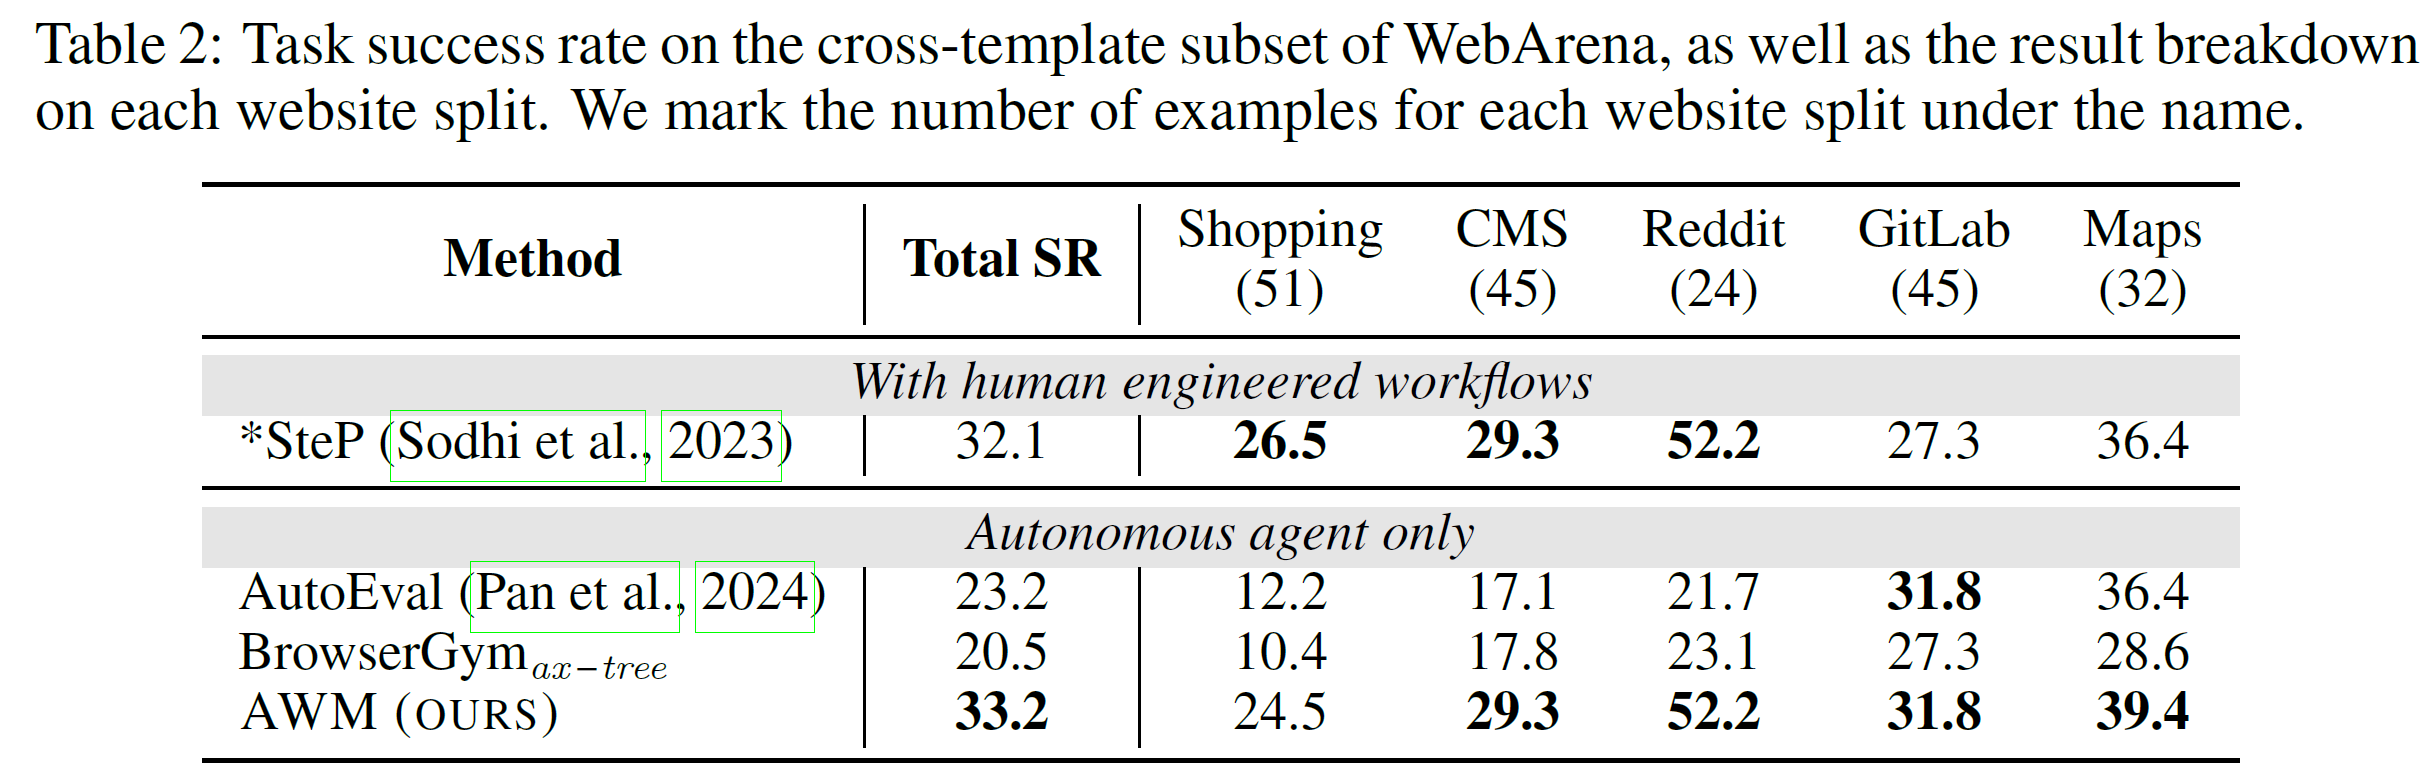 Table 2: Task success rate on the cross-template subset of WebArena, as well as the result breakdown
on each website split. We mark the number of examples for each website split under the name.
Method Total SR Shopping (51) CMS (45) Reddit (24) GitLab (45) Maps (32)
With human engineered workflows
*SteP (Sodhi et al., 2023) 32.1 26.5 29.3 52.2 27.3 36.4
Autonomous agent only
AutoEval (Pan et al., 2024) 23.2 12.2 17.1 21.7 31.8 36.4
BrowserGym ax−tree 20.5 10.4 17.8 23.1 27.3 28.6
AWM (OURS) 33.2 24.5 29.3 52.2 31.8 39.4